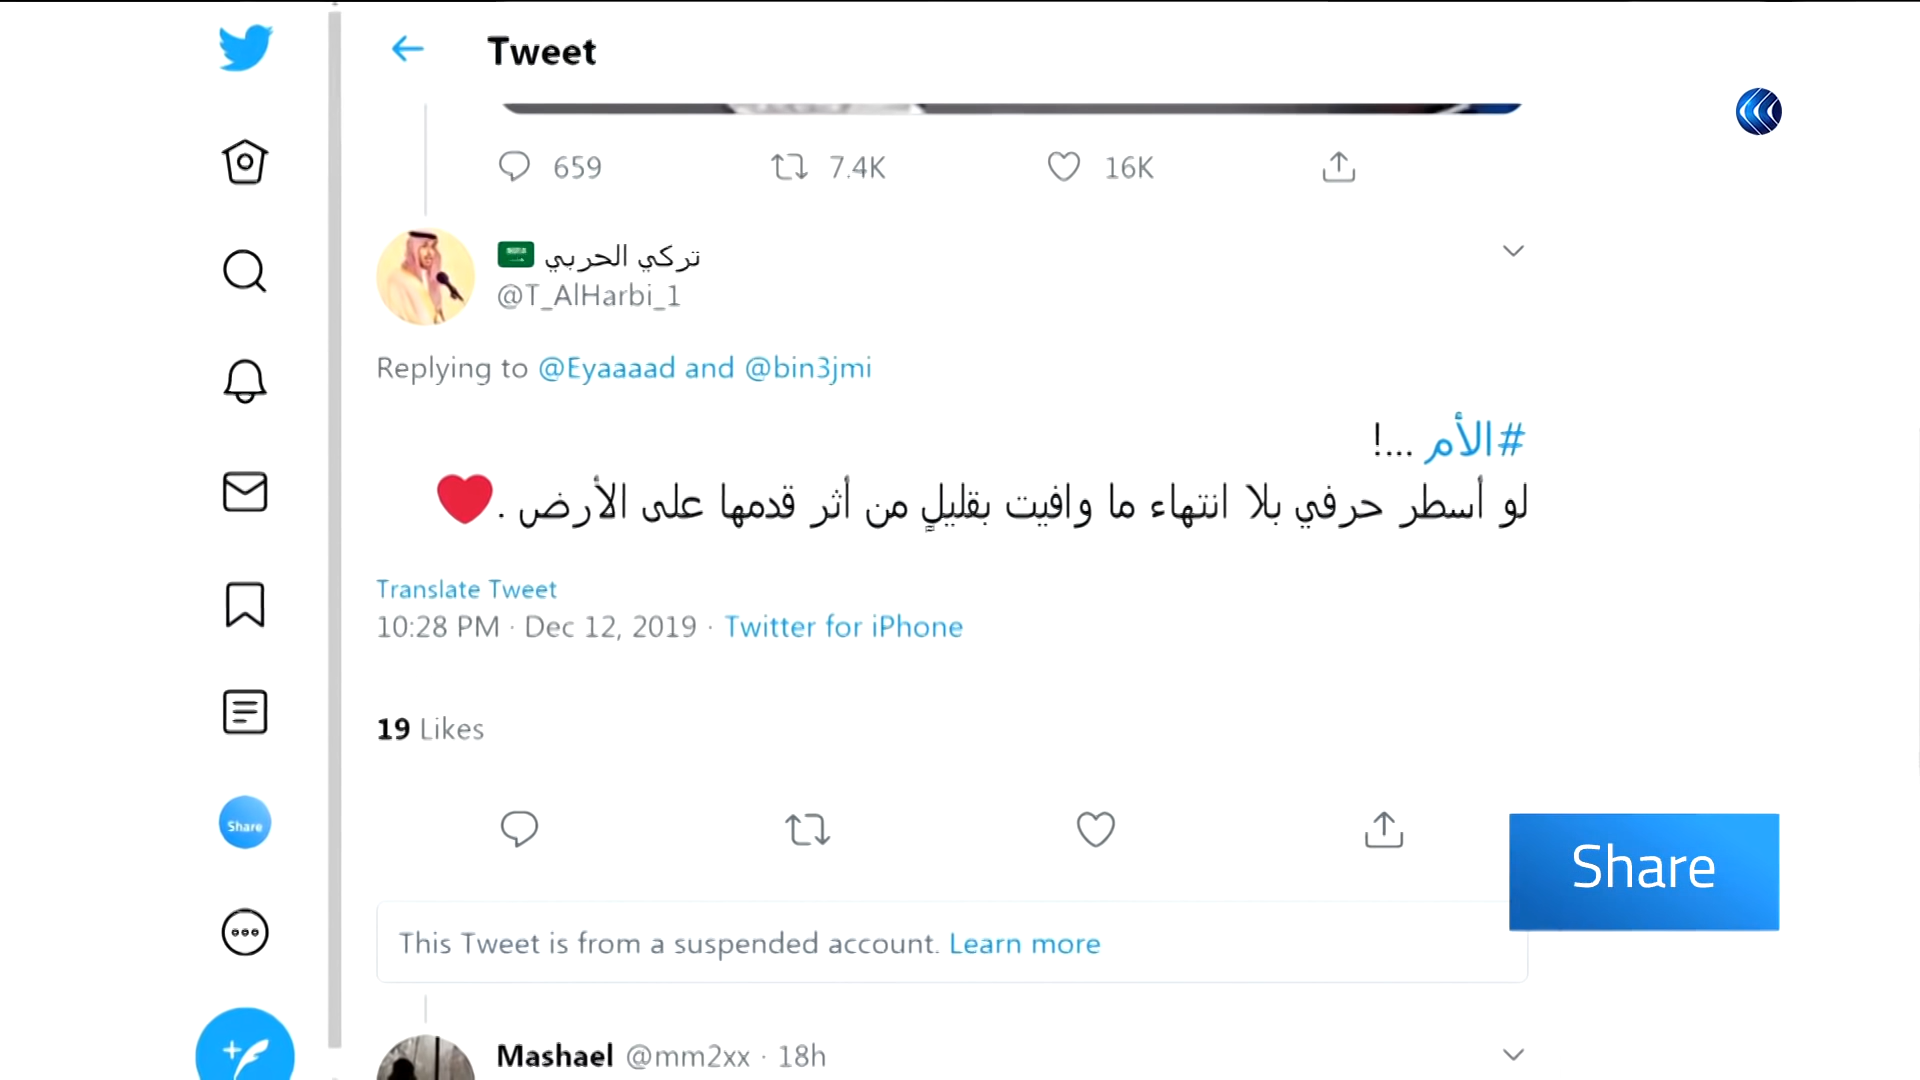 Tweet
659 7.4K 16K
تركي الحربي
@T_AlHarbi_1
Replying to @Eyaaaad and @bin3jmi
#الأم ...!
لو أسطر حرفي بلا انتهاء ما وافيت بقليلٍ من أثر قدمها على الأرض .
Translate Tweet
10:28 PM · Dec 12, 2019 · Twitter for iPhone
19 Likes
Share
Share
This Tweet is from a suspended account. Learn more
Mashael @mm2xx · 18h